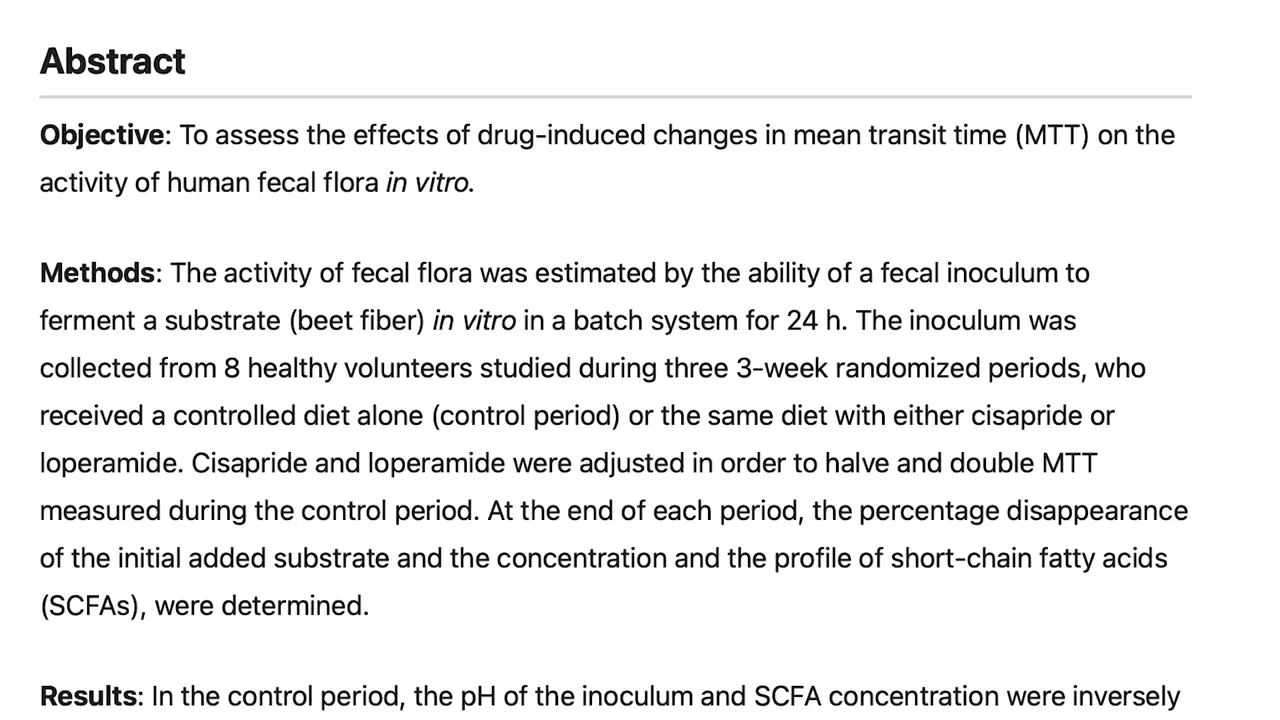 Abstract
Objective: To assess the effects of drug-induced changes in mean transit time (MTT) on the
activity of human fecal flora in vitro.
Methods: The activity of fecal flora was estimated by the ability of a fecal inoculum to
ferment a substrate (beet fiber) in vitro in a batch system for 24 h. The inoculum was
collected from 8 healthy volunteers studied during three 3-week randomized periods, who
received a controlled diet alone (control period) or the same diet with either cisapride or
loperamide. Cisapride and loperamide were adjusted in order to halve and double MTT
measured during the control period. At the end of each period, the percentage disappearance
of the initial added substrate and the concentration and the profile of short-chain fatty acids
(SCFAs), were determined.
Results: In the control period, the pH of the inoculum and SCFA concentration were inversely